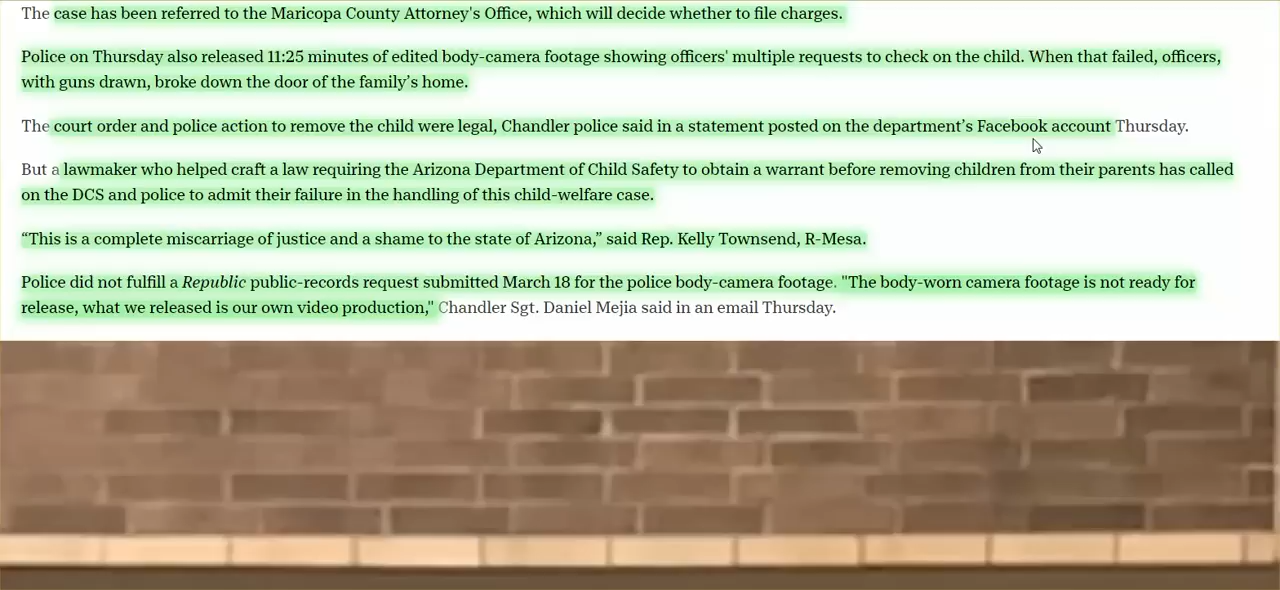 The case has been referred to the Maricopa County Attorney's Office, which will decide whether to file charges.
Police on Thursday also released 11:25 minutes of edited body-camera footage showing officers' multiple requests to check on the child. When that failed, officers,
with guns drawn, broke down the door of the family’s home.
The court order and police action to remove the child were legal, Chandler police said in a statement posted on the department’s Facebook account Thursday.
But a lawmaker who helped craft a law requiring the Arizona Department of Child Safety to obtain a warrant before removing children from their parents has called
on the DCS and police to admit their failure in the handling of this child-welfare case.
“This is a complete miscarriage of justice and a shame to the state of Arizona,” said Rep. Kelly Townsend, R-Mesa.
Police did not fulfill a Republic public-records request submitted March 18 for the police body-camera footage. "The body-worn camera footage is not ready for
release, what we released is our own video production," Chandler Sgt. Daniel Mejia said in an email Thursday.